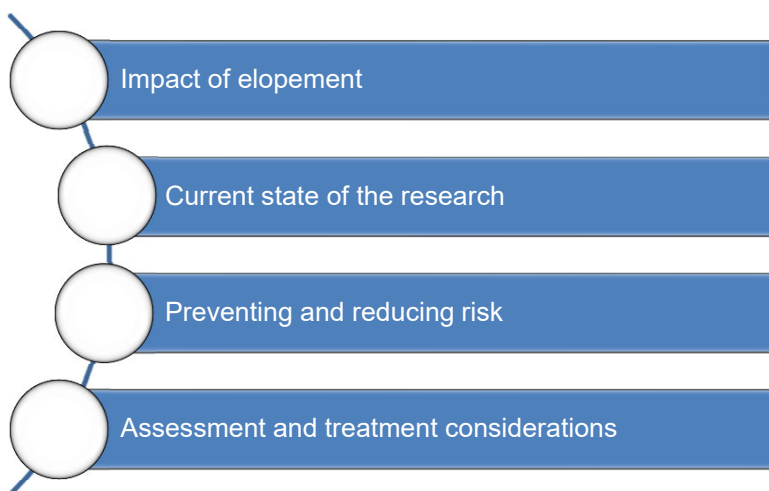 Impact of elopement
Current state of the research
Preventing and reducing risk
Assessment and treatment considerations